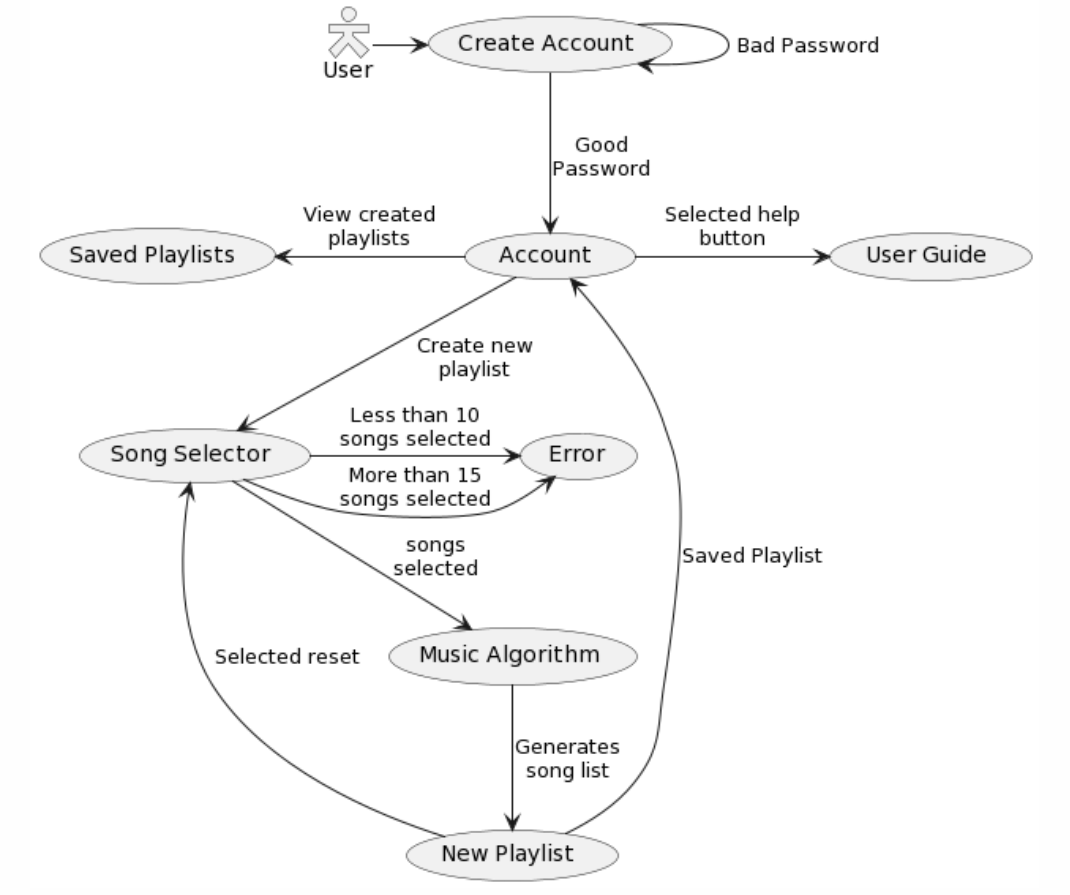 Create Account
Bad Password
User
Good
Password
View created
playlists
Selected help
button
Saved Playlists
Account
User Guide
Create new
playlist
Less than 10
songs selected
Song Selector
Error
More than 15
songs selected
songs
selected
Saved Playlist
Selected reset
Music Algorithm
Generates
song list
New Playlist